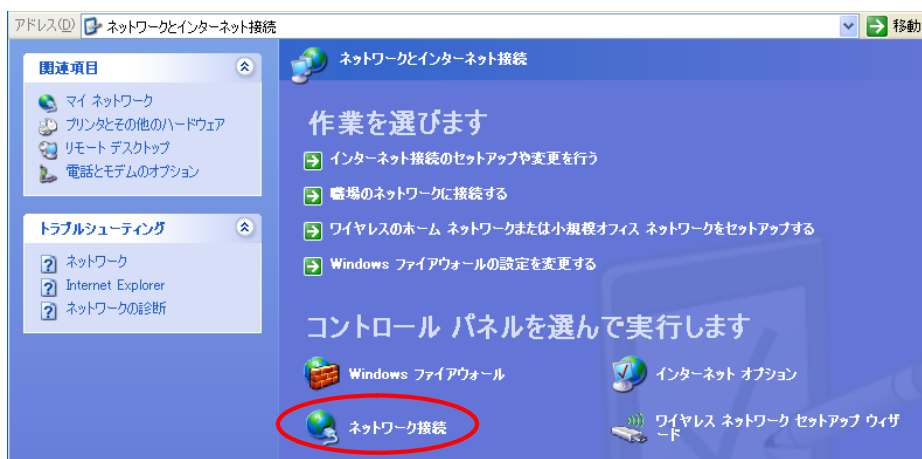 アドレス(D) ネットワークとインターネット接続 移動
関連項目
マイ ネットワーク
プリンタとその他のハードウェア
リモート デスクトップ
電話とモデムのオプション
トラブルシューティング
ネットワーク
Internet Explorer
ネットワークの診断
ネットワークとインターネット接続
作業を選びます
インターネット接続のセットアップや変更を行う
職場のネットワークに接続する
ワイヤレスのホーム ネットワークまたは小規模オフィス ネットワークをセットアップする
Windows ファイアウォールの設定を変更する
コントロール パネルを選んで実行します
Windows ファイアウォール
インターネット オプション
ネットワーク接続
ワイヤレス ネットワーク セットアップ ウィザ
ード